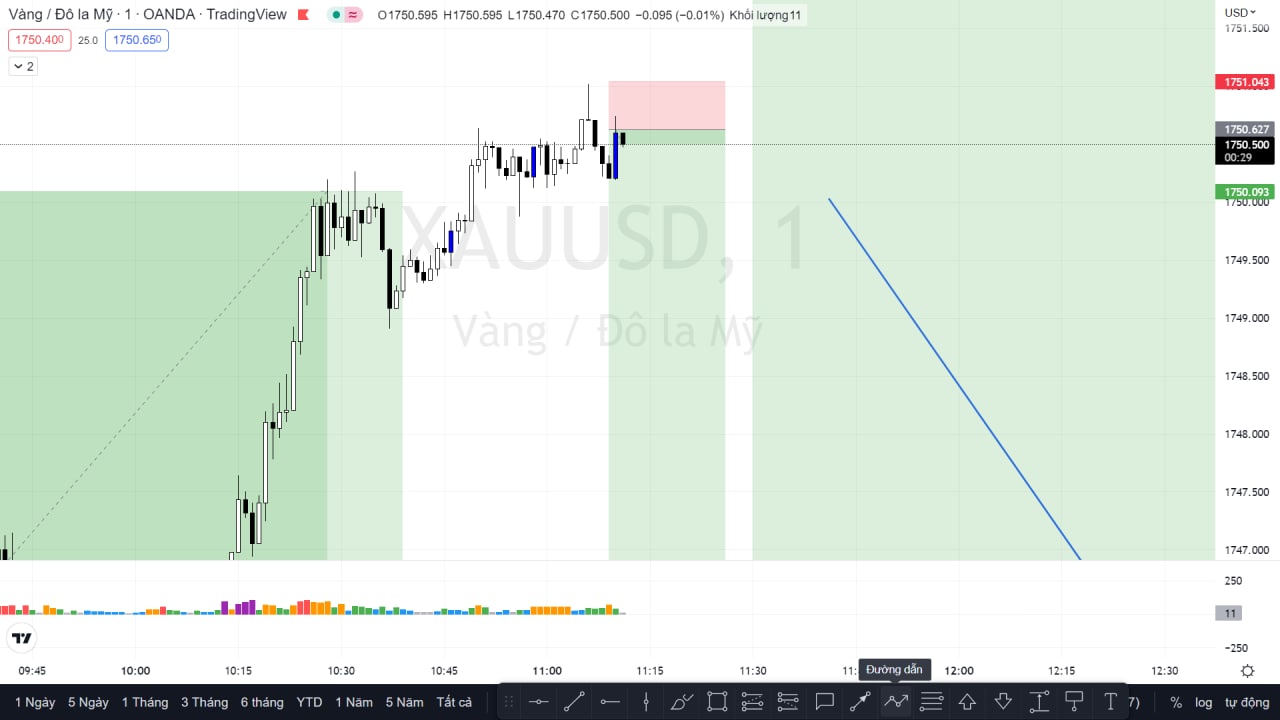 Vàng / Đô la Mỹ · 1 · OANDA · TradingView O1750.595 H1750.595 L1750.470 C1750.500 −0.095 (−0.01%) Khối lượng11
USD
1750.400 25.0 1750.650
2
1751.500
1751.043
1750.627
1750.500
00:29
1750.093
1750.000
1749.500
1749.000
1748.500
1748.000
1747.500
1747.000
XAUUSD, 1
Vàng / Đô la Mỹ
250
11
−250
09:45 10:00 10:15 10:30 10:45 11:00 11:15 11:30 12:00 12:15 12:30
Đường dẫn
1 Ngày 5 Ngày 1 Tháng 3 Tháng 6 tháng YTD 1 Năm 5 Năm Tất cả 7) % log tự động